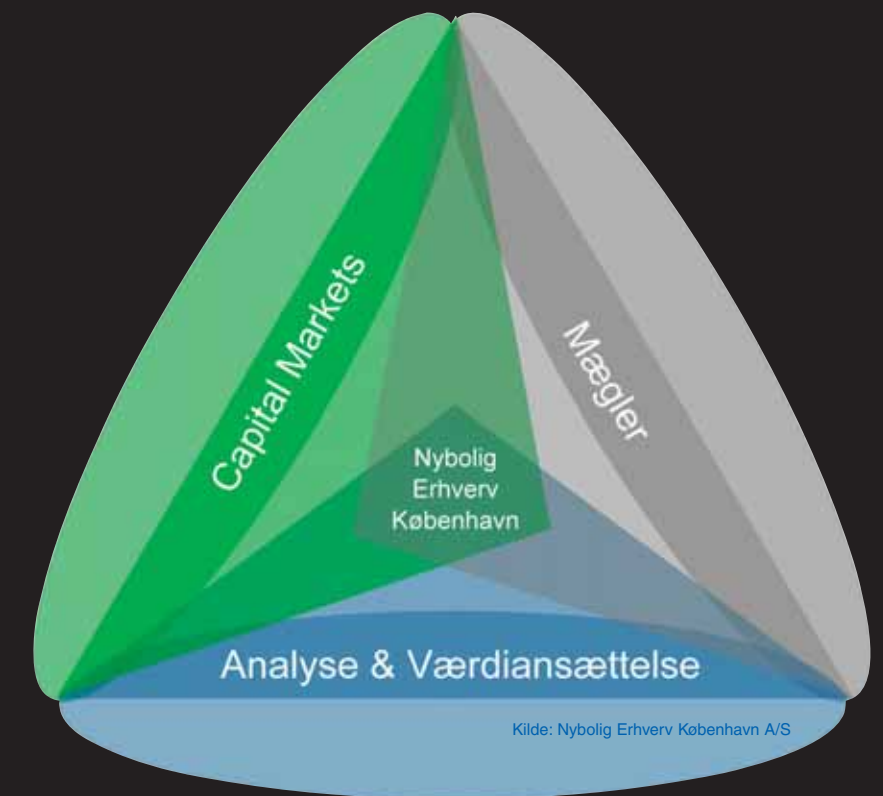 Capital Markets
Mægler
Nybolig
Erhverv
København
Analyse & Værdiansættelse
Kilde: Nybolig Erhverv København A/S